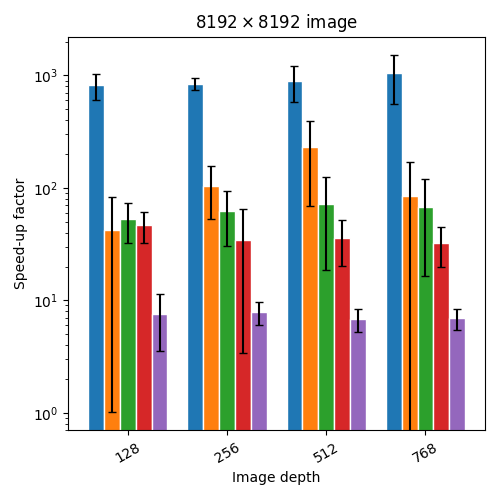 8192 × 8192 image
Speed-up factor
10³
10²
10¹
10⁰
128
256
512
768
Image depth